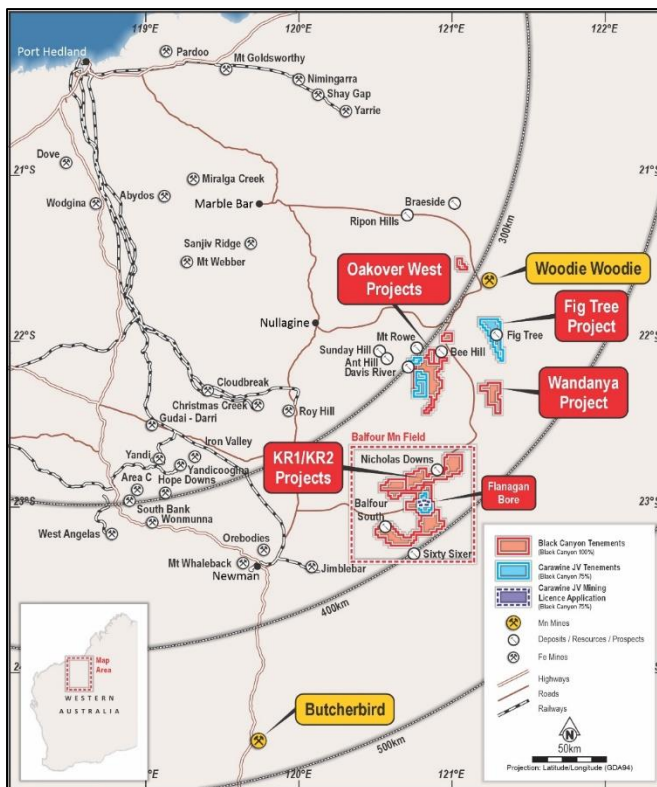 119°S
120°S
121°S
122°S
Port Hedland
Pardoo
Mt Goldsworthy
Nimingarra
Shay Gap
Yarrie
Dove
21°S
Miralga Creek
Wodgina
Abydos
Marble Bar
Braeside
Ripon Hills
300km
Sanjiv Ridge
Mt Webber
Oakover West
Projects
Woodie Woodie
Fig Tree
Project
Nullagine
22°S
Mt Rowe
Sunday Hill
Bee Hill
Fig Tree
Ant Hill
Davis River
Cloudbreak
Christmas Creek
Roy Hill
Wandanya
Project
Gudai - Darri
Iron Valley
Balfour Mn Field
KR1/KR2
Projects
Nicholas Downs
Yandi
Yandicoogina
Area C
Hope Downs
Flanagan
Bore
23°S
South Bank
Wonmunna
Balfour
South
West Angelas
Orebodies
Sixty Sixer
Mt Whaleback
Newman
Jimblebar
400km
24°S
Black Canyon Tenements
(Black Canyon 100%)
Carawine JV Tenements
(Black Canyon 75%)
Carawine JV Mining
Licence Application
(Black Canyon 75%)
Mn Mines
Deposits / Resources / Prospects
Fe Mines
Highways
Roads
Railways
N
50km
Projection: Latitude/Longitude (GDA94)
Map
Area
WESTERN
AUSTRALIA
Butcherbird
500km